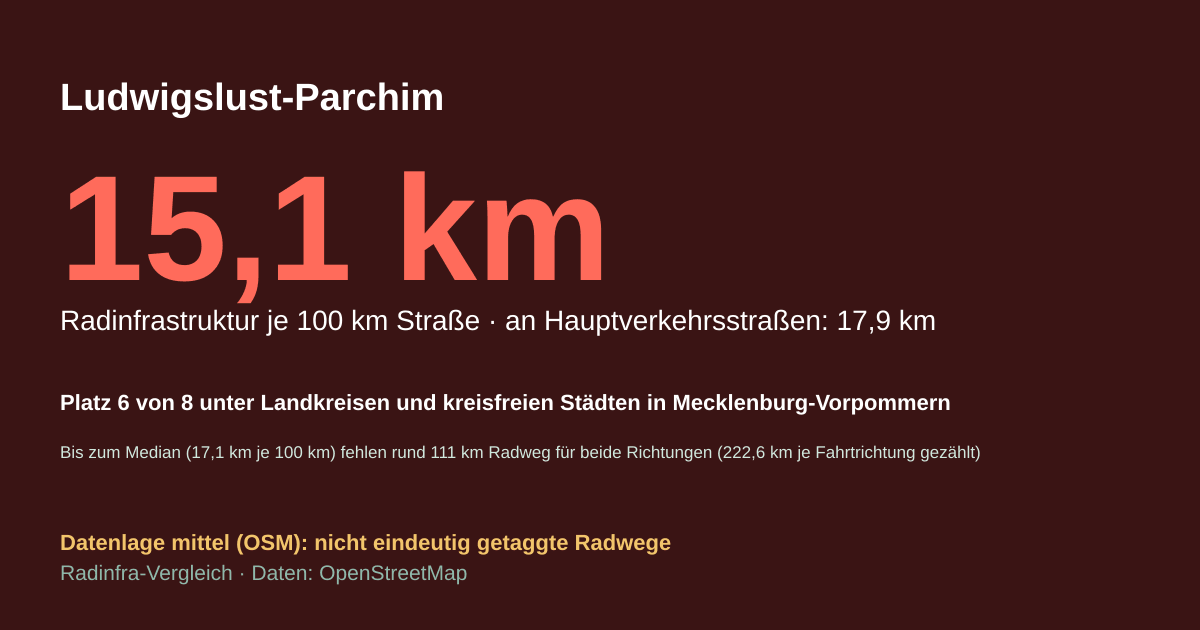 Ludwigslust-Parchim
15,1 km
Radinfrastruktur je 100 km Straße · an Hauptverkehrsstraßen: 17,9 km
Platz 6 von 8 unter Landkreisen und kreisfreien Städten in Mecklenburg-Vorpommern
Bis zum Median (17,1 km je 100 km) fehlen rund 111 km Radweg für beide Richtungen (222,6 km je Fahrtrichtung gezählt)
Datenlage mittel (OSM): nicht eindeutig getaggte Radwege
Radinfra-Vergleich · Daten: OpenStreetMap